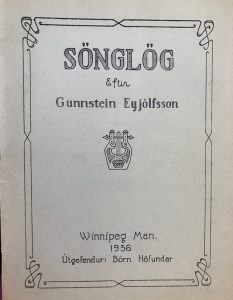 SÖNGLÖG
Eftir
Gunnstein Eyjólfsson
Winnipeg Man.
1936
Útgefendur: Börn Höfundar